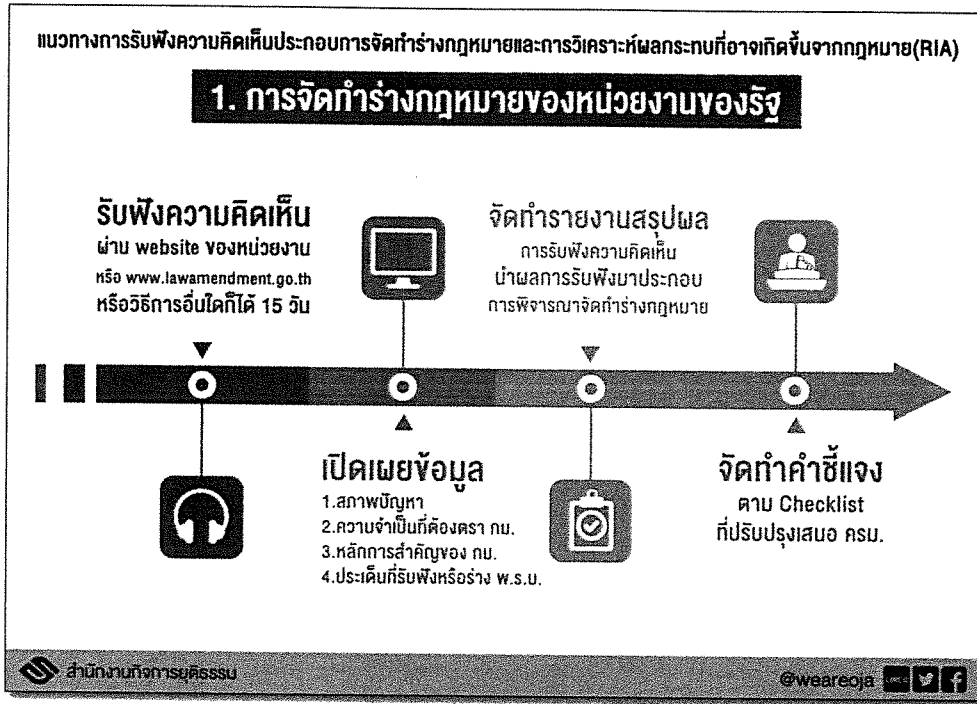 แนวทางการรับฟังความคิดเห็นประกอบการจัดทำร่างกฎหมายและการวิเคราะห์ผลกระทบที่อาจเกิดขึ้นจากกฎหมาย(RIA)
1. การจัดทำร่างกฎหมายของหน่วยงานของรัฐ
รับฟังความคิดเห็น
ผ่าน website ของหน่วยงาน
หรือ www.lawamendment.go.th
หรือวิธีการอื่นใดก็ได้ 15 วัน
เปิดเผยข้อมูล
1.สภาพปัญหา
2.ความจำเป็นที่ต้องตรา กม.
3.หลักการสำคัญของ กม.
4.ประเด็นที่รับฟังหรือร่าง พ.ร.บ.
จัดทำรายงานสรุปผล
การรับฟังความคิดเห็น
นำผลการรับฟังมาประกอบ
การพิจารณาจัดทำร่างกฎหมาย
จัดทำคำชี้แจง
ตาม Checklist
ที่ปรับปรุงเสนอ ครม.
สำนักงานกิจการยุติธรรม
@weareoja